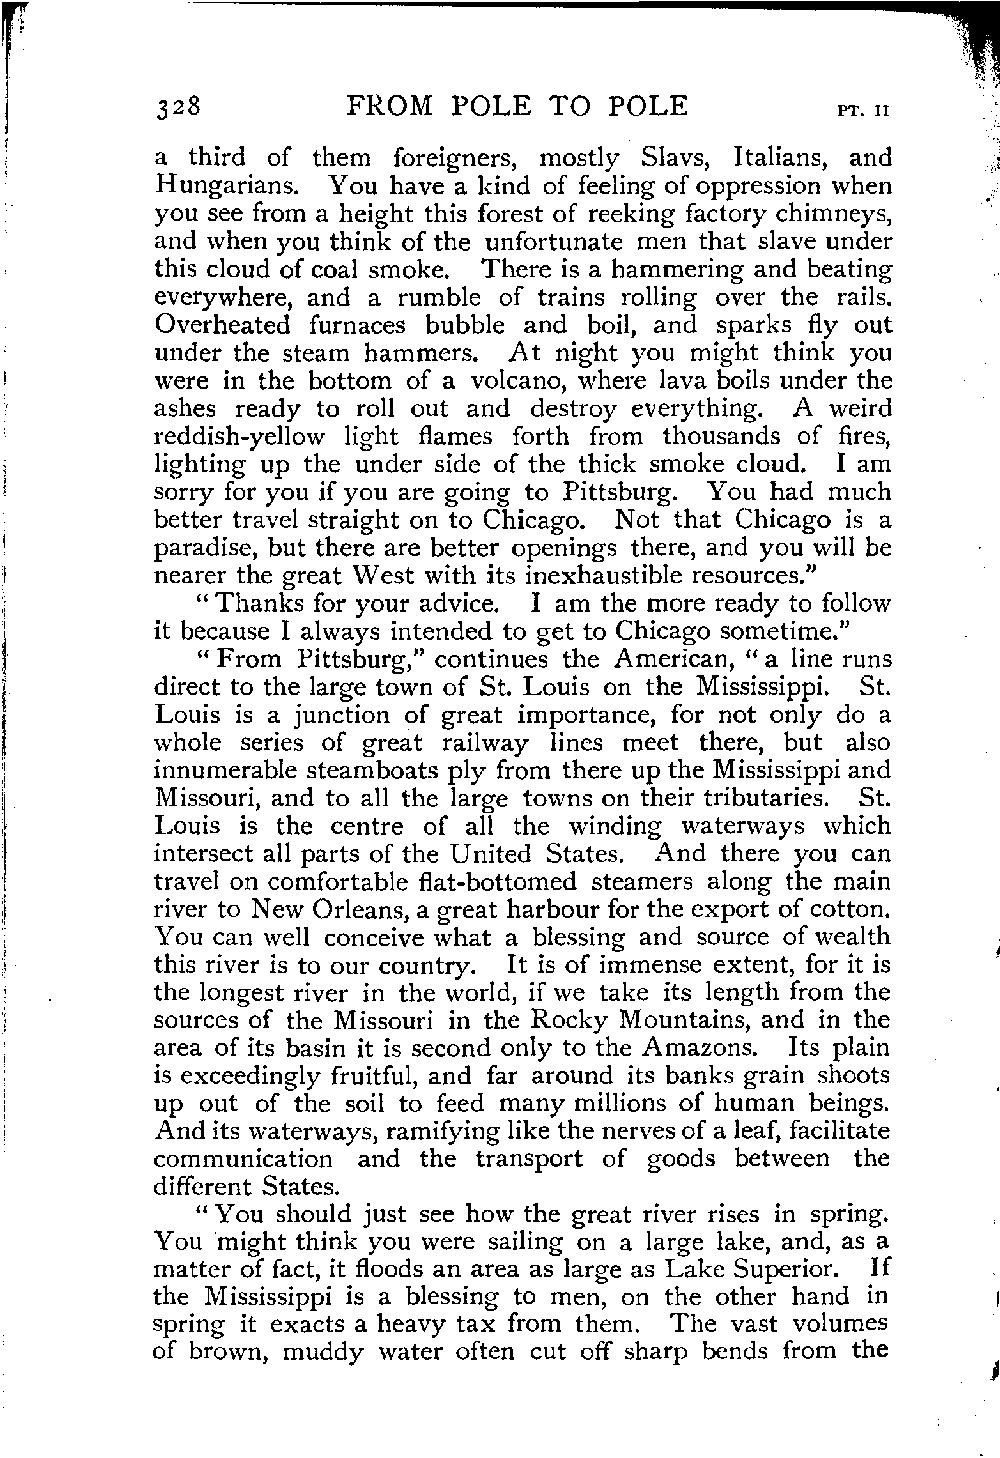 328 FROM POLE TO POLE PT. II
a third of them foreigners, mostly Slavs, Italians, and
Hungarians. You have a kind of feeling of oppression when
you see from a height this forest of reeking factory chimneys,
and when you think of the unfortunate men that slave under
this cloud of coal smoke. There is a hammering and beating
everywhere, and a rumble of trains rolling over the rails.
Overheated furnaces bubble and boil, and sparks fly out
under the steam hammers. At night you might think you
were in the bottom of a volcano, where lava boils under the
ashes ready to roll out and destroy everything. A weird
reddish-yellow light flames forth from thousands of fires,
lighting up the under side of the thick smoke cloud. I am
sorry for you if you are going to Pittsburg. You had much
better travel straight on to Chicago. Not that Chicago is a
paradise, but there are better openings there, and you will be
nearer the great West with its inexhaustible resources."
"Thanks for your advice. I am the more ready to follow
it because I always intended to get to Chicago sometime."
"From Pittsburg," continues the American, "a line runs
direct to the large town of St. Louis on the Mississippi. St.
Louis is a junction of great importance, for not only do a
whole series of great railway lines meet there, but also
innumerable steamboats ply from there up the Mississippi and
Missouri, and to all the large towns on their tributaries. St.
Louis is the centre of all the winding waterways which
intersect all parts of the United States. And there you can
travel on comfortable flat-bottomed steamers along the main
river to New Orleans, a great harbour for the export of cotton.
You can well conceive what a blessing and source of wealth
this river is to our country. It is of immense extent, for it is
the longest river in the world, if we take its length from the
sources of the Missouri in the Rocky Mountains, and in the
area of its basin it is second only to the Amazons. Its plain
is exceedingly fruitful, and far around its banks grain shoots
up out of the soil to feed many millions of human beings.
And its waterways, ramifying like the nerves of a leaf, facilitate
communication and the transport of goods between the
different States.
"You should just see how the great river rises in spring.
You might think you were sailing on a large lake, and, as a
matter of fact, it floods an area as large as Lake Superior. If
the Mississippi is a blessing to men, on the other hand in
spring it exacts a heavy tax from them. The vast volumes
of brown, muddy water often cut off sharp bends from the